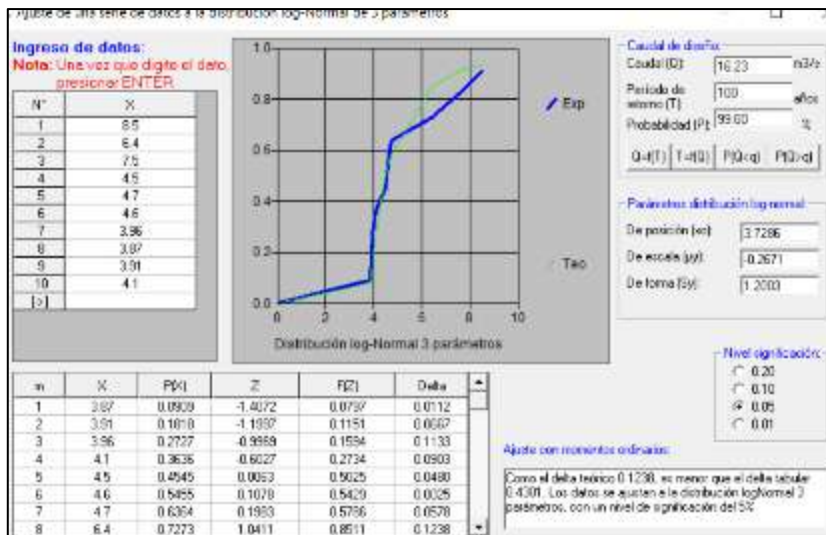 Ajuste de una serie de datos a la distribución log-Normal de 3 parámetros
Ingreso de datos:
Nota: Una vez que digite el dato, presionar ENTER
N° X
1 8.5
2 6.4
3 7.5
4 4.5
5 4.7
6 4.6
7 3.96
8 3.87
9 3.91
10 4.1
1.0
0.8
0.6
0.4
0.2
0.0
0 2 4 6 8 10
Exp
Teo
Distribución log-Normal 3 parámetros
Caudal de diseño:
Caudal (Q): 16.23 m3/s
Período de retorno (T): 100 años
Probabilidad (P): 99.00 %
Q=f(T) T=f(Q) P(Q<q) P(Q>q)
Parámetros distribución log-normal:
De posición (xo): 3.7286
De escala (µy): -0.2671
De forma (Sy): 1.2003
Nivel significación:
0.20
0.10
0.05
0.01
m X P(X) Z F(Z) Delta
1 3.87 0.0909 -1.4072 0.0797 0.0112
2 3.91 0.1818 -1.1997 0.1151 0.0667
3 3.96 0.2727 -0.9969 0.1594 0.1133
4 4.1 0.3636 -0.6027 0.2734 0.0903
5 4.5 0.4545 0.0063 0.5025 0.0480
6 4.6 0.5455 0.1078 0.5429 0.0025
7 4.7 0.6364 0.1983 0.5786 0.0578
8 6.4 0.7273 1.0411 0.8511 0.1238
Ajuste con momentos ordinarios:
Como el delta teórico 0.1238, es menor que el delta tabular
0.4301. Los datos se ajustan a la distribución logNormal 3
parámetros, con un nivel de significación del 5%